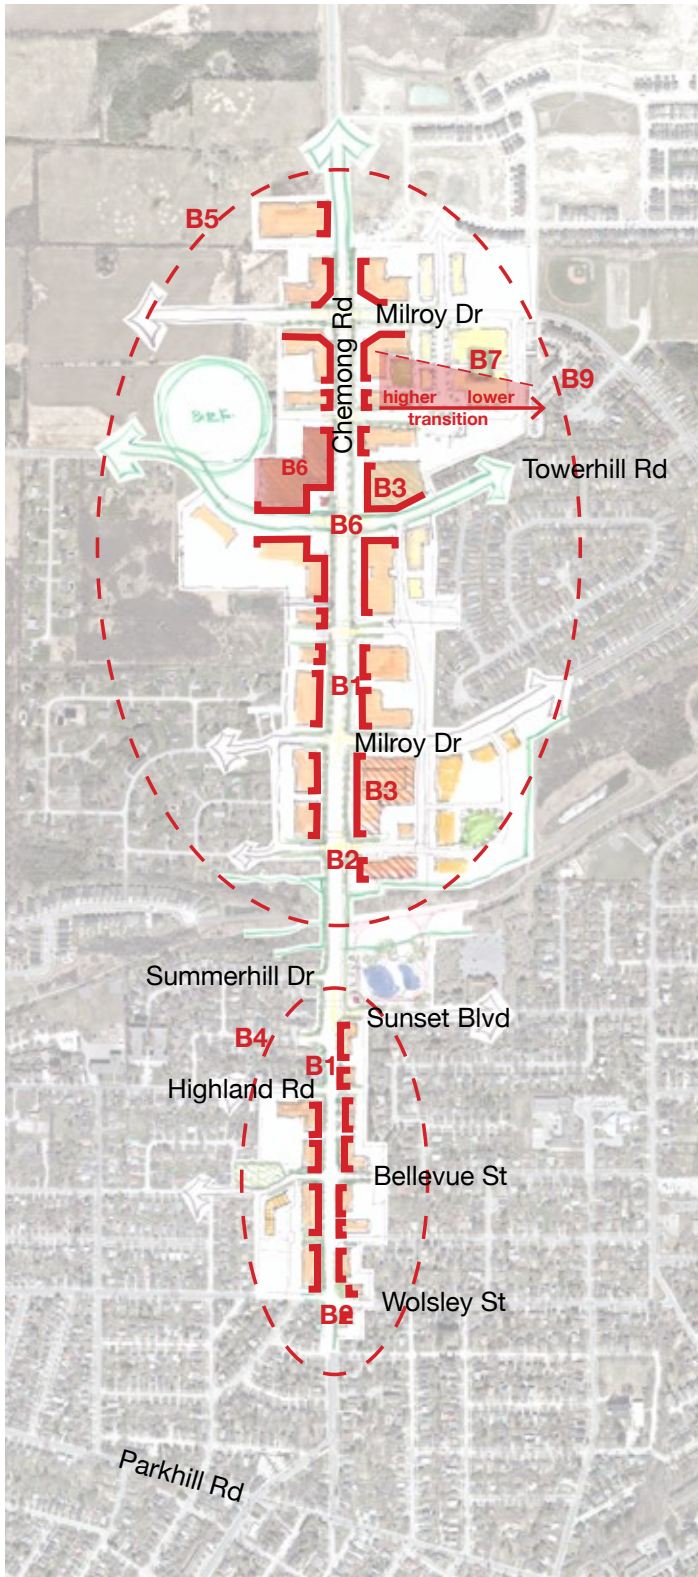 B5
Chemong Rd
Milroy Dr
B7
B9
higher
lower
transition
B6
B3
Towerhill Rd
B6
B1
Milroy Dr
B3
B2
Summerhill Dr
Sunset Blvd
B4
B1
Highland Rd
Bellevue St
Wolsley St
Parkhill Rd